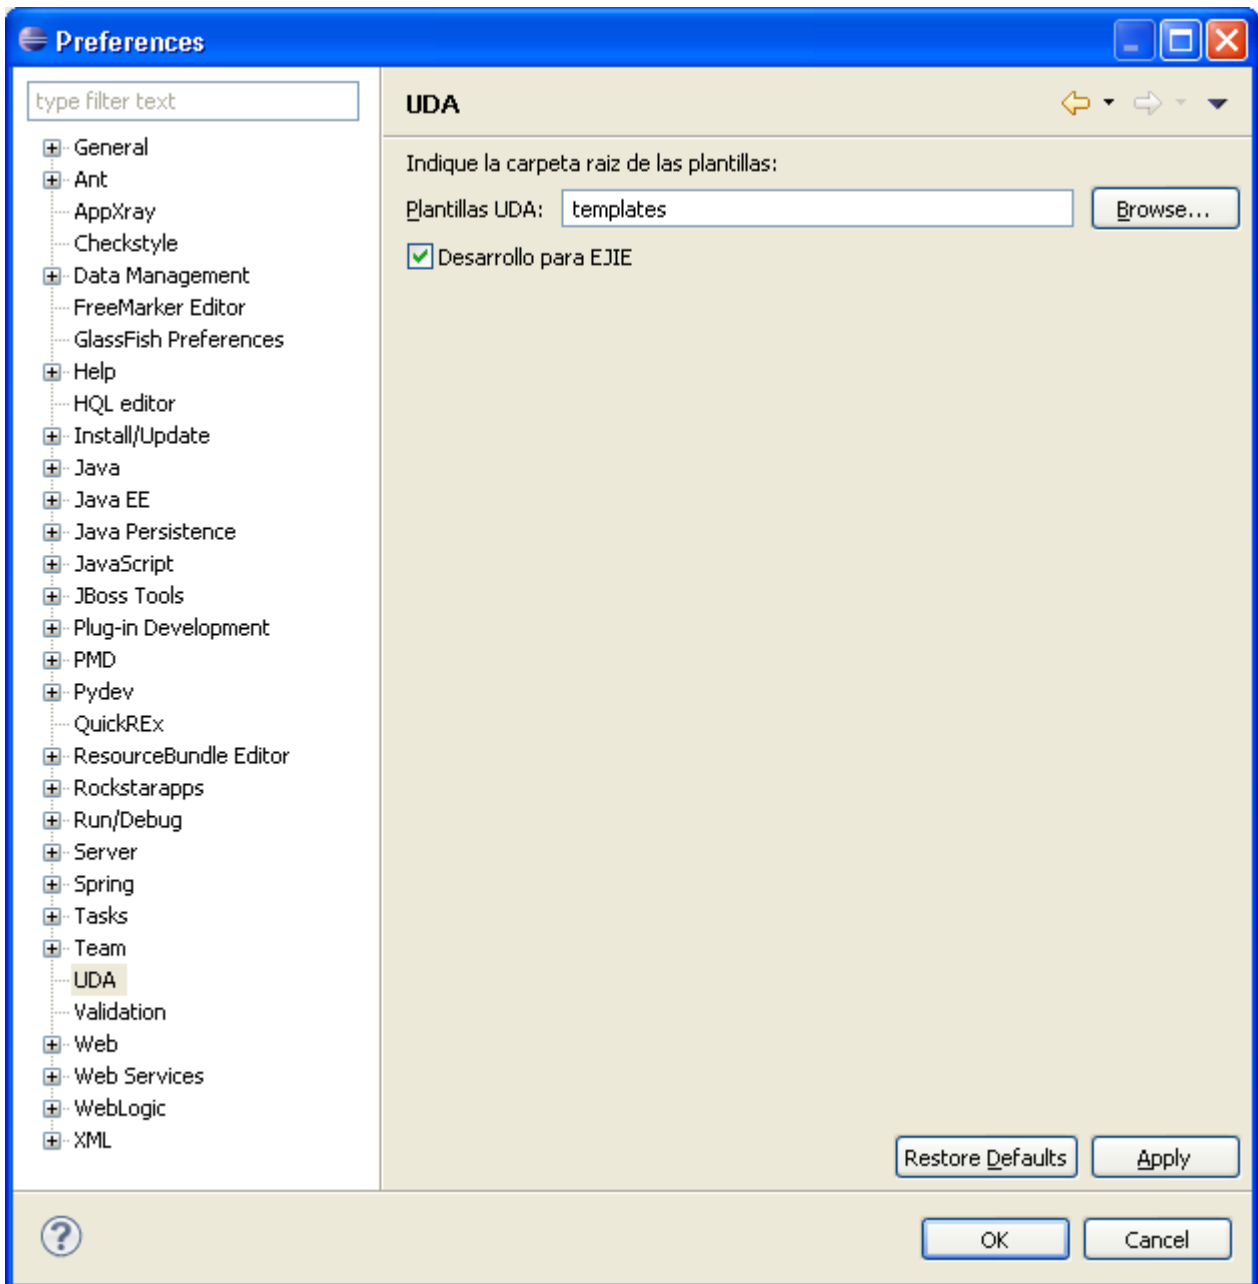 Preferences
type filter text
General
Ant
AppXray
Checkstyle
Data Management
FreeMarker Editor
GlassFish Preferences
Help
HQL editor
Install/Update
Java
Java EE
Java Persistence
JavaScript
JBoss Tools
Plug-in Development
PMD
Pydev
QuickREx
ResourceBundle Editor
Rockstarapps
Run/Debug
Server
Spring
Tasks
Team
UDA
Validation
Web
Web Services
WebLogic
XML
UDA
Indique la carpeta raiz de las plantillas:
Plantillas UDA: templates Browse...
Desarrollo para EJIE
Restore Defaults Apply
? OK Cancel